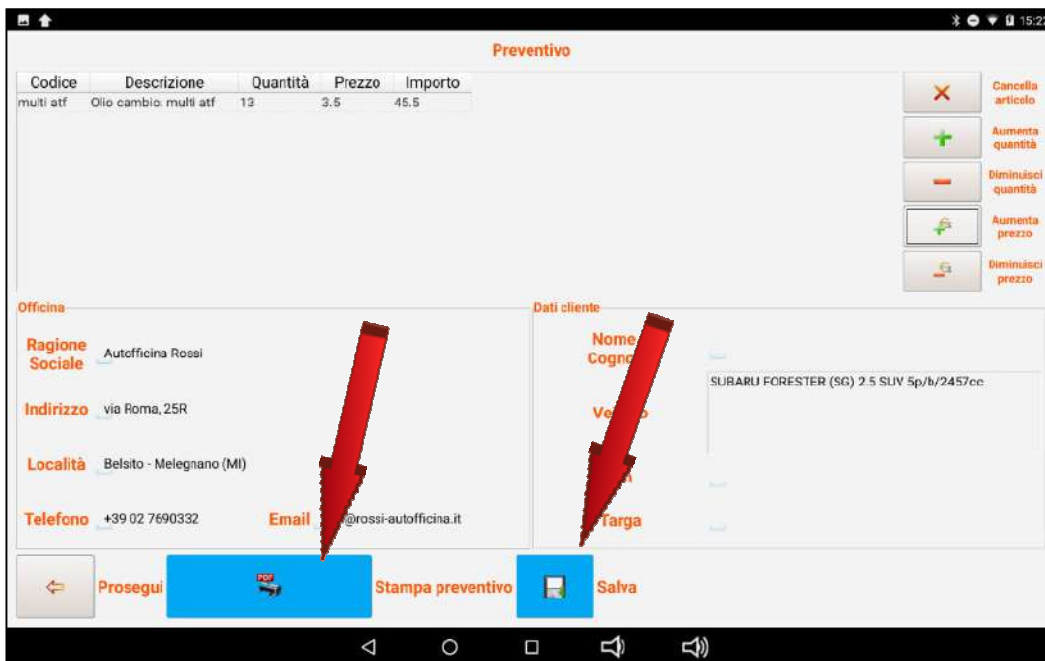 15:22
Preventivo
Codice Descrizione Quantità Prezzo Importo
multi atf Olio cambio: multi atf 13 3.5 45.5
Cancella
articolo
Aumenta
quantità
Diminuisci
quantità
Aumenta
prezzo
Diminuisci
prezzo
Officina
Ragione
Sociale
Autofficina Rossi
Indirizzo via Roma, 25R
Località Belsito - Melegnano (MI)
Telefono +39 02 7690332 Email @rossi-autofficina.it
Dati cliente
Nome
SUBARU FORESTER (SG) 2.5 SUV 5p/b/2457cc
Targa
Prosegui
PDF
Stampa preventivo
Salva